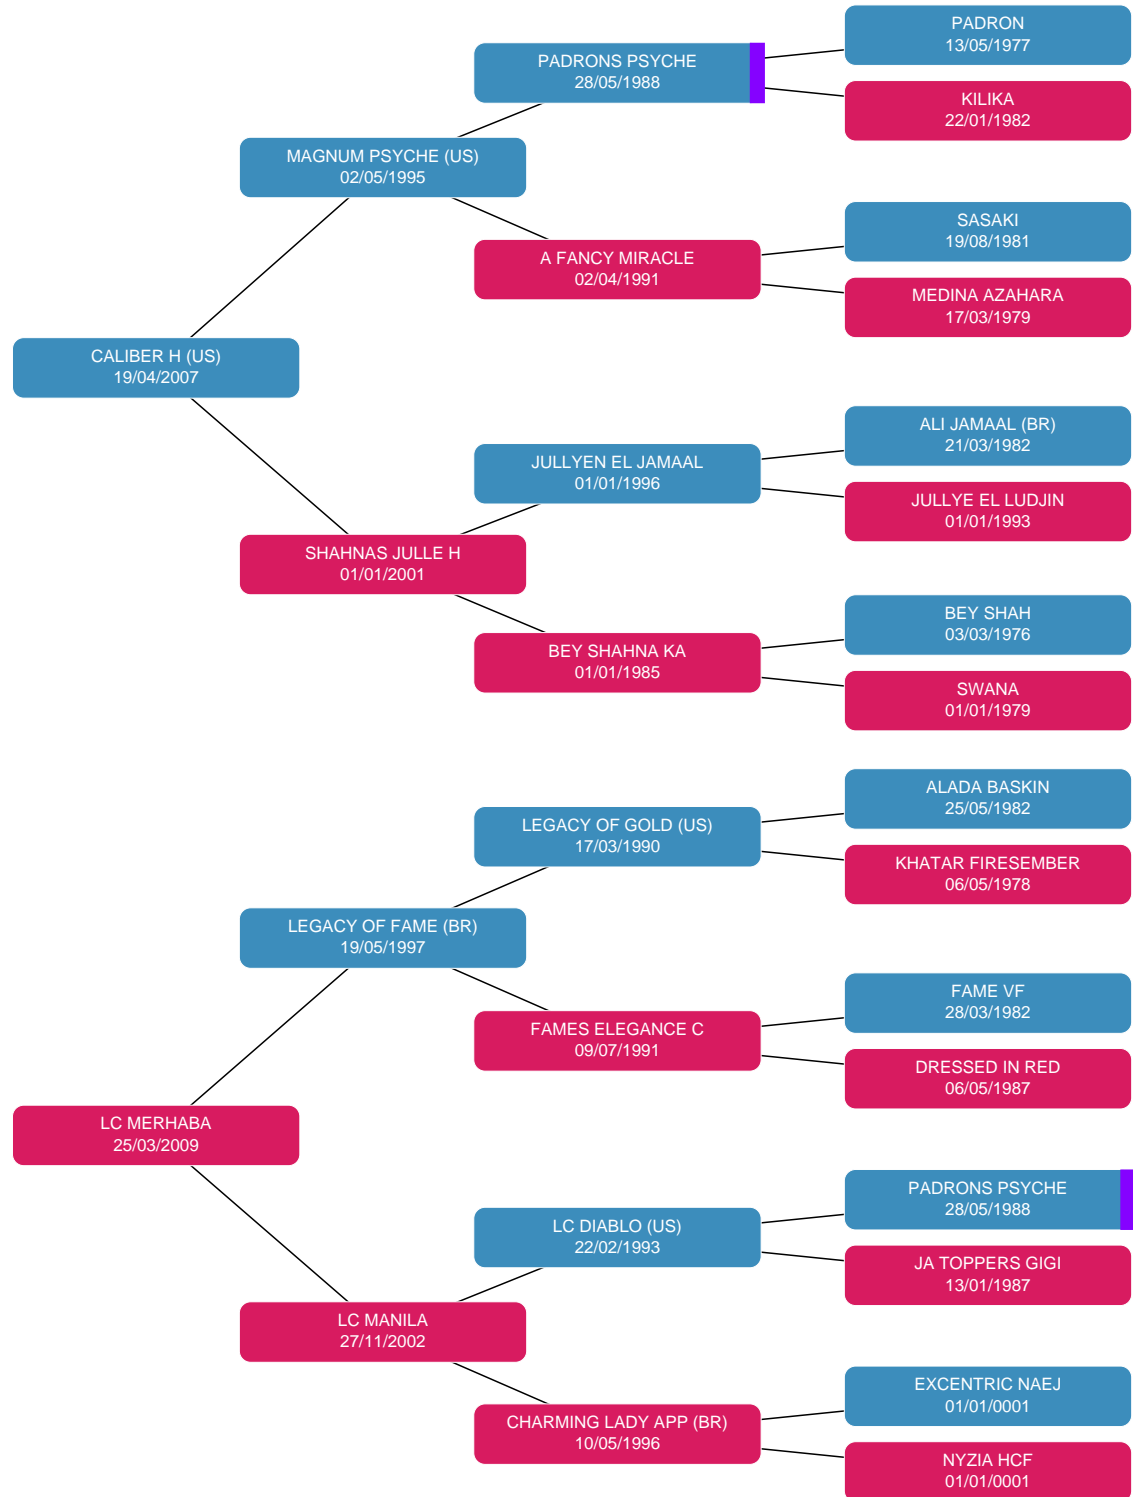 PADRON
13/05/1977
PADRONS PSYCHE
28/05/1988
KILIKA
22/01/1982
MAGNUM PSYCHE (US)
02/05/1995
SASAKI
19/08/1981
A FANCY MIRACLE
02/04/1991
MEDINA AZAHARA
17/03/1979
CALIBER H (US)
19/04/2007
ALI JAMAAL (BR)
21/03/1982
JULLYEN EL JAMAAL
01/01/1996
JULLYE EL LUDJIN
01/01/1993
SHAHNAS JULLE H
01/01/2001
BEY SHAH
03/03/1976
BEY SHAHNA KA
01/01/1985
SWANA
01/01/1979
ALADA BASKIN
25/05/1982
LEGACY OF GOLD (US)
17/03/1990
KHATAR FIRESEMBER
06/05/1978
LEGACY OF FAME (BR)
19/05/1997
FAME VF
28/03/1982
FAMES ELEGANCE C
09/07/1991
DRESSED IN RED
06/05/1987
LC MERHABA
25/03/2009
PADRONS PSYCHE
28/05/1988
LC DIABLO (US)
22/02/1993
JA TOPPERS GIGI
13/01/1987
LC MANILA
27/11/2002
EXCENTRIC NAEJ
01/01/0001
CHARMING LADY APP (BR)
10/05/1996
NYZIA HCF
01/01/0001